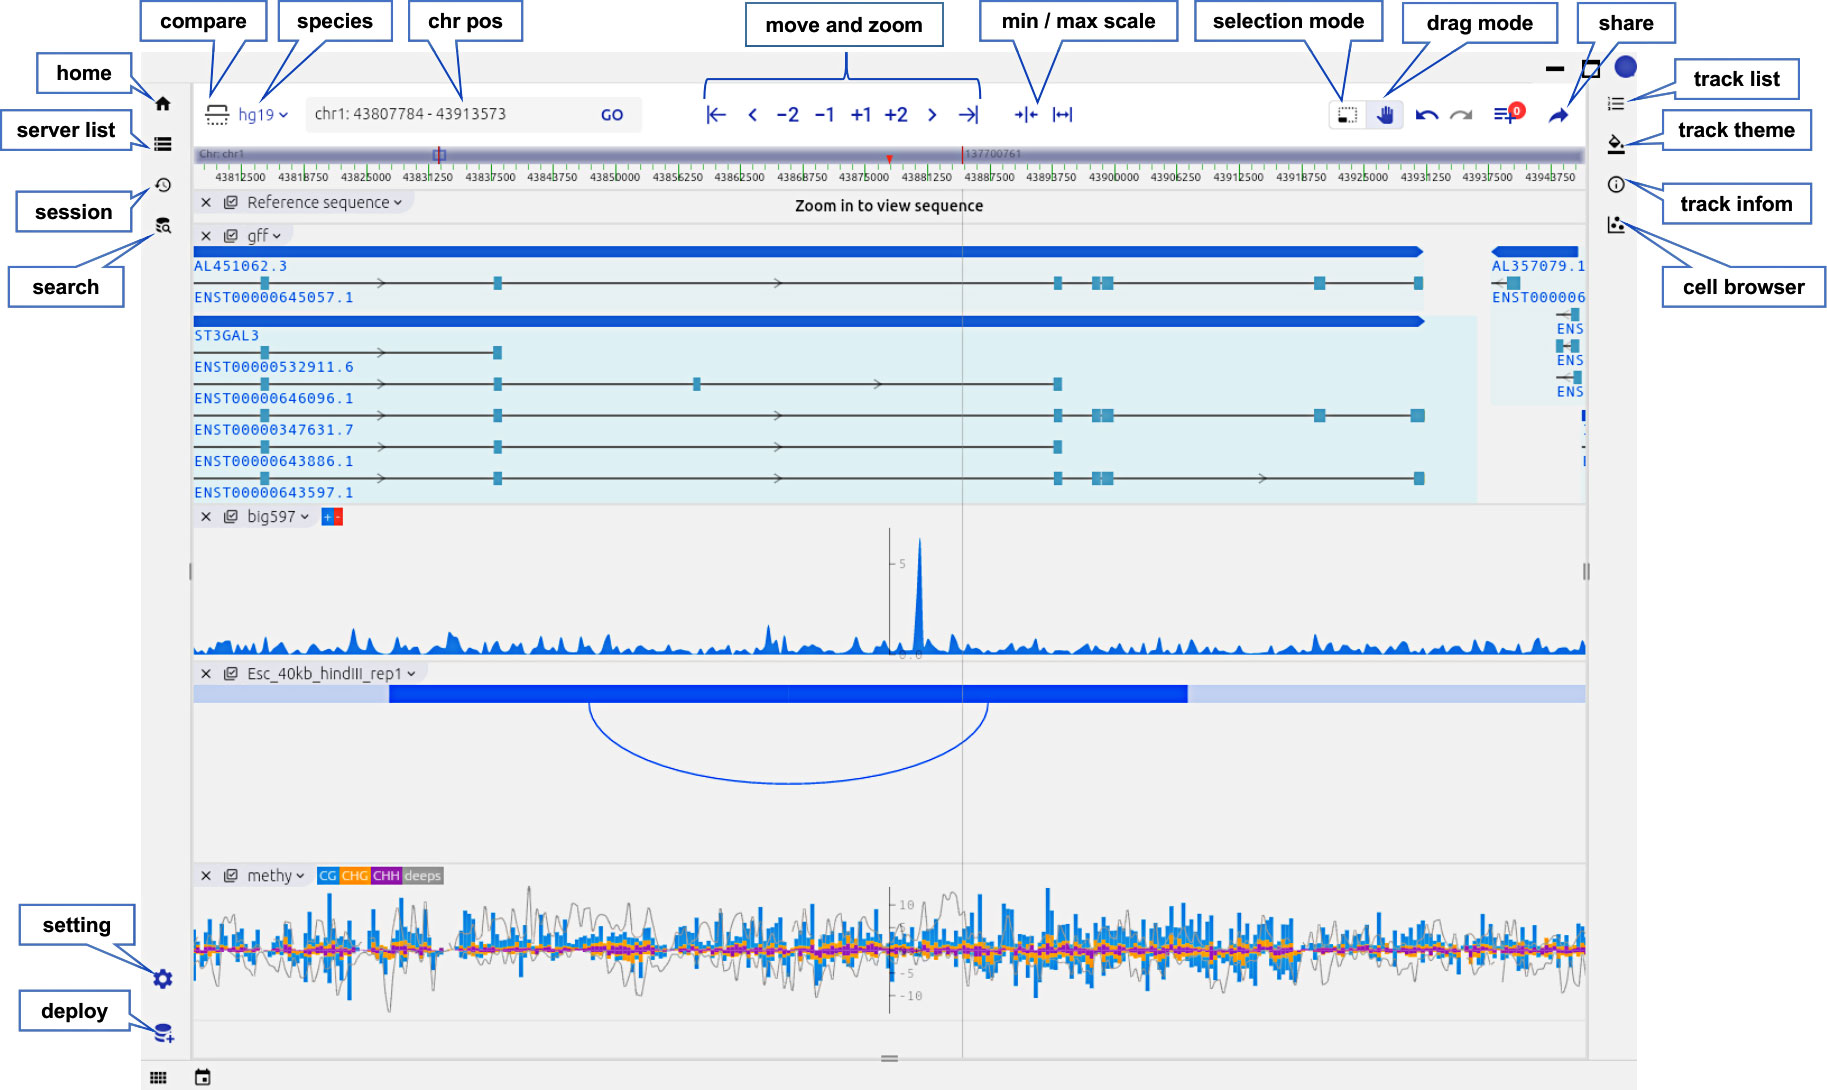 compare
species
chr pos
move and zoom
min / max scale
selection mode
drag mode
share
home
server list
session
search
setting
deploy
track list
track theme
track infom
cell browser
hg19
chr1: 43807784 - 43913573
GO
−2 −1 +1 +2
0
Chr: chr1
137700761
43812500 43818750 43825000 43831250 43837500 43843750 43850000 43856250 43862500 43868750 43875000 43881250 43887500 43893750 43900000 43906250 43912500 43918750 43925000 43931250 43937500 43943750
Reference sequence
Zoom in to view sequence
gff
AL451062.3
AL357079.1
ENST00000645057.1
ENST000006
ST3GAL3
ENS
ENST00000532911.6
ENS
ENST00000646096.1
ENS
ENST00000347631.7
ENST00000643886.1
ENST00000643597.1
big597
+ -
5
0.0
Esc_40kb_hindIII_rep1
methy
CG CHG CHH deeps
10
5
-5
-10